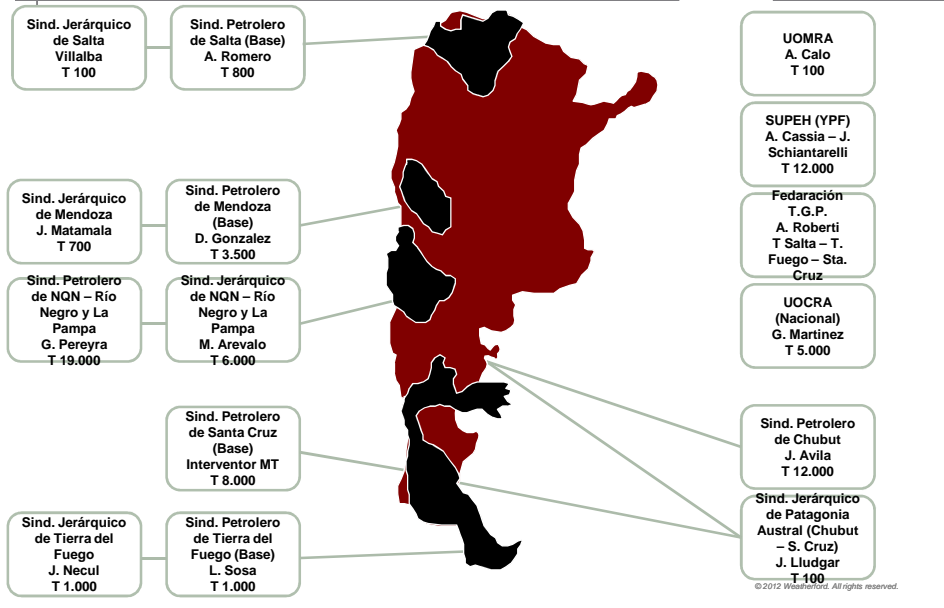 Sind. Jerárquico
de Salta
Villalba
T 100
Sind. Petrolero
de Salta (Base)
A. Romero
T 800
UOMRA
A. Calo
T 100
SUPEH (YPF)
A. Cassia – J.
Schiantarelli
T 12.000
Sind. Jerárquico
de Mendoza
J. Matamala
T 700
Sind. Petrolero
de Mendoza
(Base)
D. Gonzalez
T 3.500
Fedaración
T.G.P.
A. Roberti
T Salta – T.
Fuego – Sta.
Cruz
Sind. Petrolero
de NQN – Río
Negro y La
Pampa
G. Pereyra
T 19.000
Sind. Jerárquico
de NQN – Río
Negro y La
Pampa
M. Arevalo
T 6.000
UOCRA
(Nacional)
G. Martinez
T 5.000
Sind. Petrolero
de Santa Cruz
(Base)
Interventor MT
T 8.000
Sind. Petrolero
de Chubut
J. Avila
T 12.000
Sind. Jerárquico
de Tierra del
Fuego
J. Necul
T 1.000
Sind. Petrolero
de Tierra del
Fuego (Base)
L. Sosa
T 1.000
Sind. Jerárquico
de Patagonia
Austral (Chubut
– S. Cruz)
J. Lludgar
T 100
© 2012 Weatherford. All rights reserved.